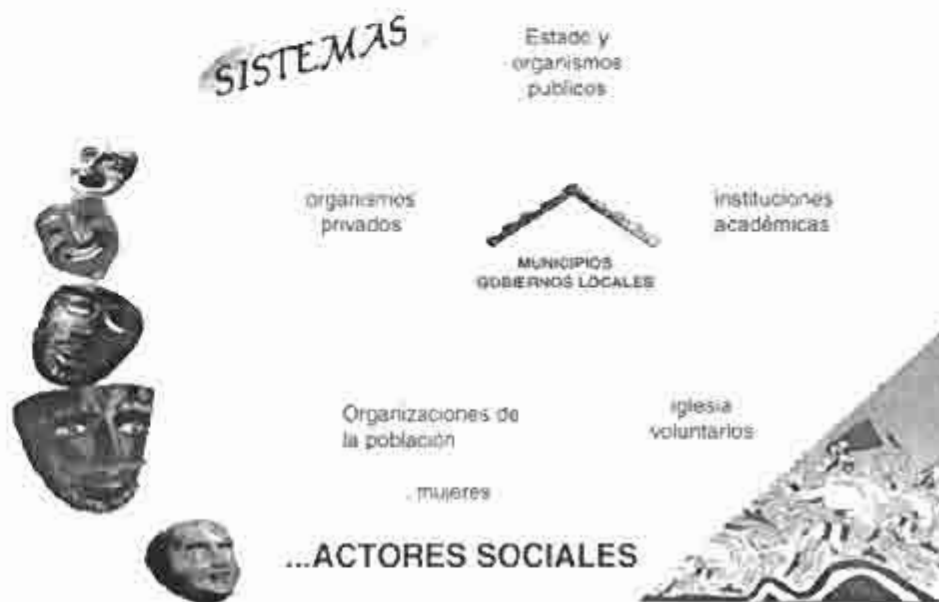 SISTEMAS
Estado y
organismos
publicos
organismos
privados
instituciones
académicas
MUNICIPIOS
GOBIERNOS LOCALES
Organizaciones de
la población
iglesia
voluntarios
mujeres
...ACTORES SOCIALES